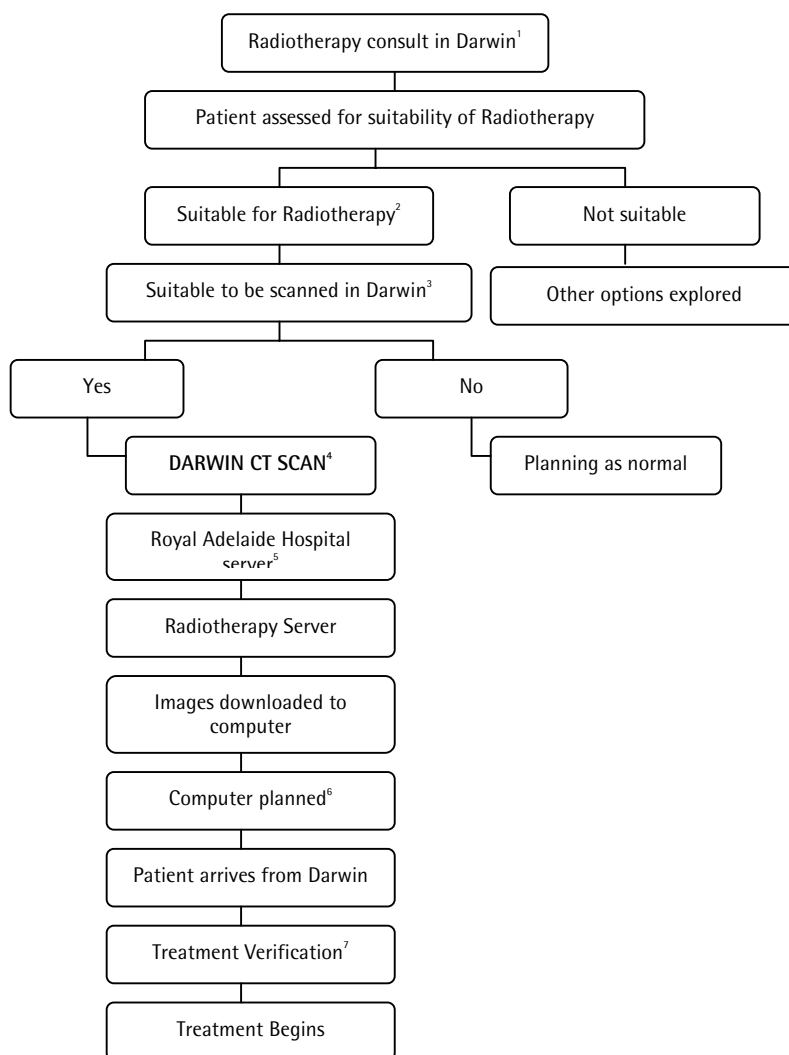 Radiotherapy consult in Darwin¹
Patient assessed for suitability of Radiotherapy
Suitable for Radiotherapy²
Not suitable
Suitable to be scanned in Darwin³
Other options explored
Yes
No
DARWIN CT SCAN⁴
Planning as normal
Royal Adelaide Hospital
server⁵
Radiotherapy Server
Images downloaded to
computer
Computer planned⁶
Patient arrives from Darwin
Treatment Verification⁷
Treatment Begins